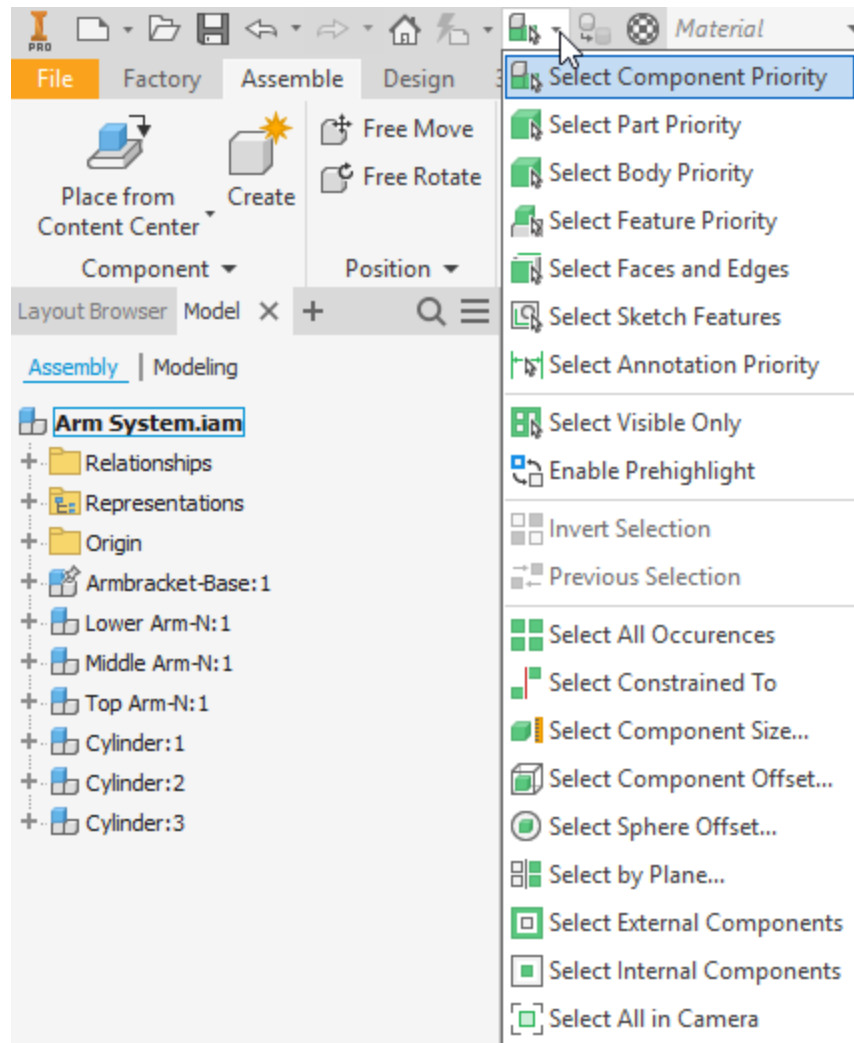 PRO
Material
File Factory Assemble Design
Place from
Content Center
Create
Free Move
Free Rotate
Component
Position
Layout Browser Model
Assembly | Modeling
Arm System.iam
Relationships
Representations
Origin
Armbracket-Base:1
Lower Arm-N:1
Middle Arm-N:1
Top Arm-N:1
Cylinder:1
Cylinder:2
Cylinder:3
Select Component Priority
Select Part Priority
Select Body Priority
Select Feature Priority
Select Faces and Edges
Select Sketch Features
Select Annotation Priority
Select Visible Only
Enable Prehighlight
Invert Selection
Previous Selection
Select All Occurences
Select Constrained To
Select Component Size...
Select Component Offset...
Select Sphere Offset...
Select by Plane...
Select External Components
Select Internal Components
Select All in Camera